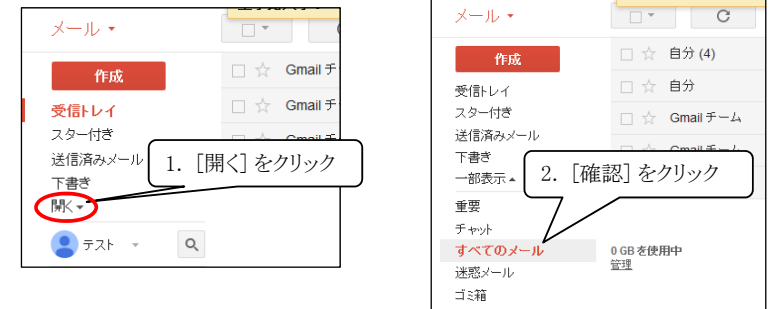 メール
作成
Gmail チ
受信トレイ
Gmail チ
スター付き
送信済みメール
1. [開く] をクリック
下書き
開く
テスト
メール
作成
自分 (4)
受信トレイ
自分
スター付き
Gmail チーム
送信済みメール
下書き
一部表示
2. [確認] をクリック
重要
チャット
すべてのメール
0 GB を使用中
管理
迷惑メール
ゴミ箱